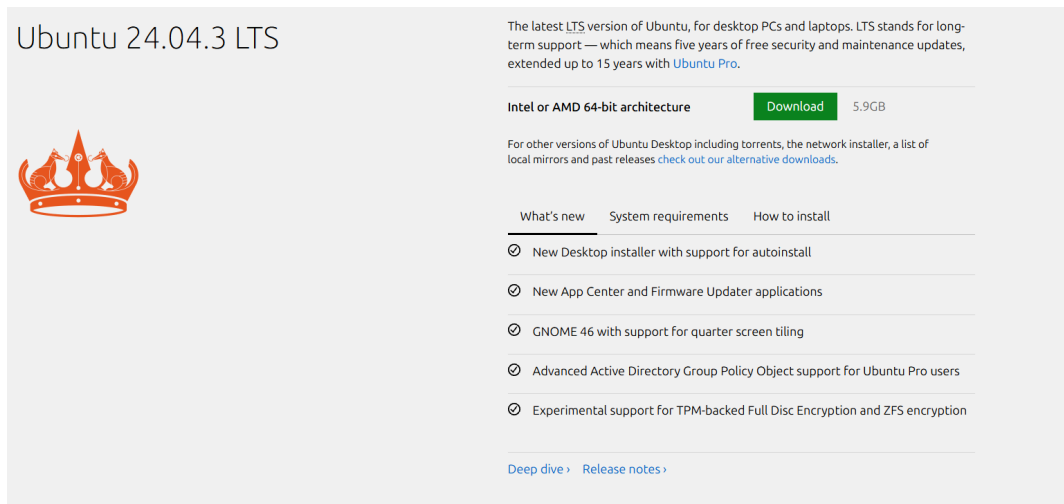 Ubuntu 24.04.3 LTS
The latest LTS version of Ubuntu, for desktop PCs and laptops. LTS stands for long-
term support — which means five years of free security and maintenance updates,
extended up to 15 years with Ubuntu Pro.
Intel or AMD 64-bit architecture Download 5.9GB
For other versions of Ubuntu Desktop including torrents, the network installer, a list of
local mirrors and past releases check out our alternative downloads.
What's new System requirements How to install
New Desktop installer with support for autoinstall
New App Center and Firmware Updater applications
GNOME 46 with support for quarter screen tiling
Advanced Active Directory Group Policy Object support for Ubuntu Pro users
Experimental support for TPM-backed Full Disc Encryption and ZFS encryption
Deep dive › Release notes ›